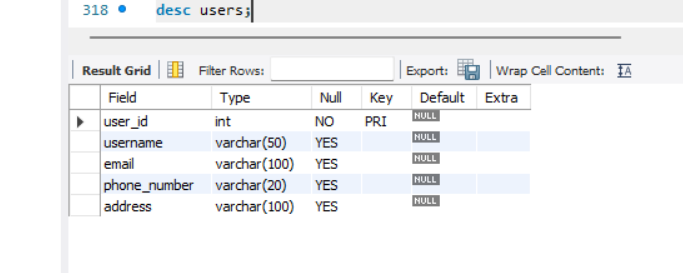 318 desc users;
Result Grid Filter Rows: Export: Wrap Cell Content: IA
Field Type Null Key Default Extra
user_id int NO PRI NULL
username varchar(50) YES NULL
email varchar(100) YES NULL
phone_number varchar(20) YES NULL
address varchar(100) YES NULL